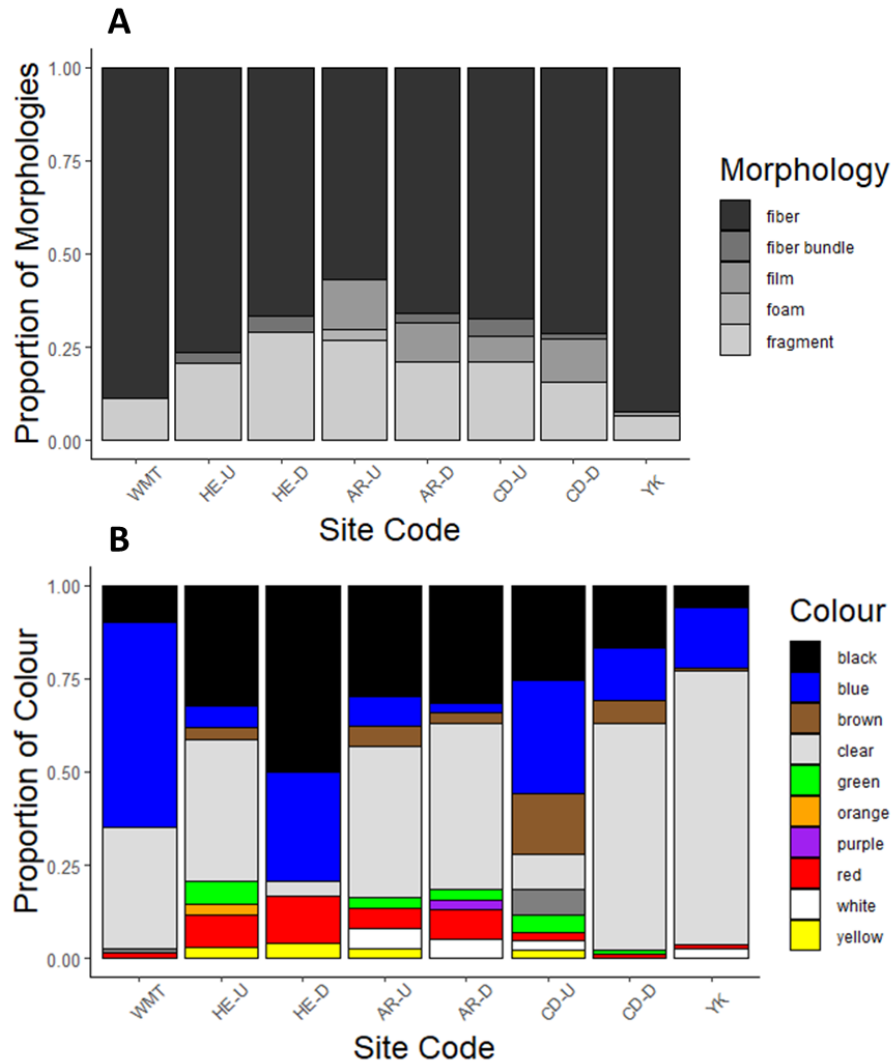 A
Proportion of Morphologies
1.00
0.75
0.50
0.25
0.00
WMT
HE-U
HE-D
AR-U
AR-D
CD-U
CD-D
YK
Site Code
Morphology
fiber
fiber bundle
film
foam
fragment
B
Proportion of Colour
1.00
0.75
0.50
0.25
0.00
WMT
HE-U
HE-D
AR-U
AR-D
CD-U
CD-D
YK
Site Code
Colour
black
blue
brown
clear
green
orange
purple
red
white
yellow